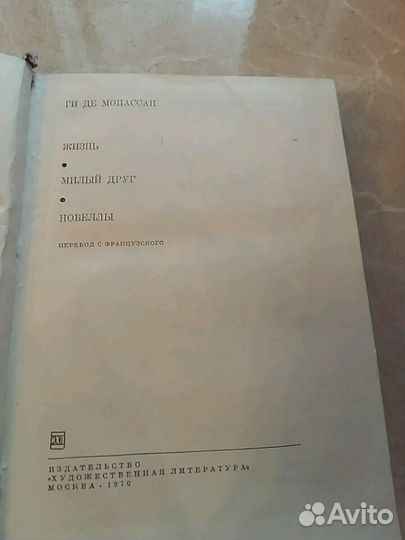 ГИ ДЕ МОПАССАН
ЖИЗНЬ
МИЛЫЙ ДРУГ
НОВЕЛЛЫ
ПЕРЕВОД С ФРАНЦУЗСКОГО
ИЗДАТЕЛЬСТВО
«ХУДОЖЕСТВЕННАЯ ЛИТЕРАТУРА»
МОСКВА • 1970
Avito